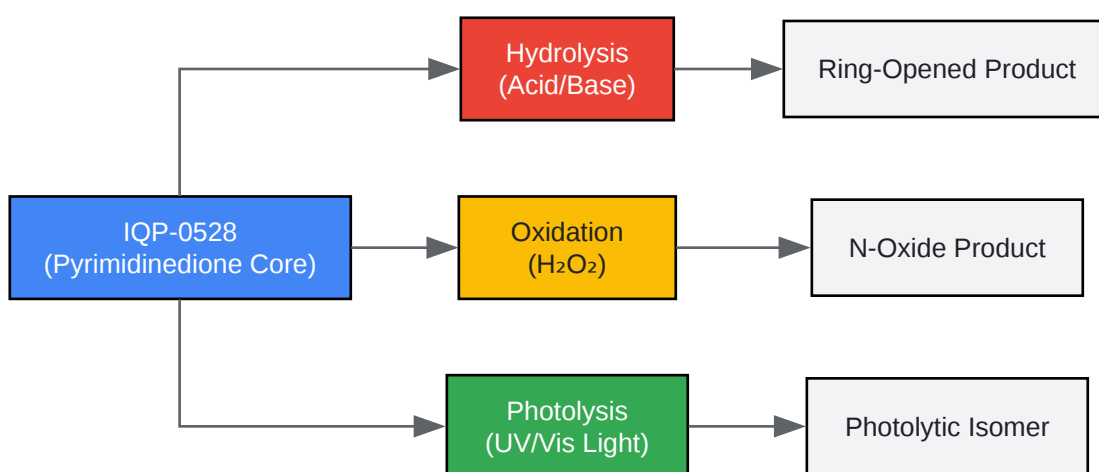 Hydrolysis
(Acid/Base)
Ring-Opened Product
IQP-0528
(Pyrimidinedione Core)
Oxidation
(H₂O₂)
N-Oxide Product
Photolysis
(UV/Vis Light)
Photolytic Isomer